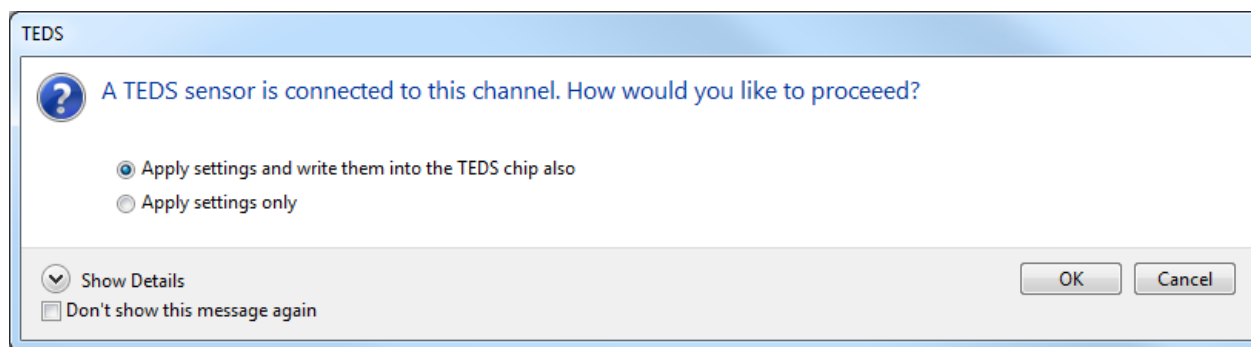 TEDS
A TEDS sensor is connected to this channel. How would you like to proceeed?
Apply settings and write them into the TEDS chip also
Apply settings only
Show Details
OK
Cancel
Don't show this message again